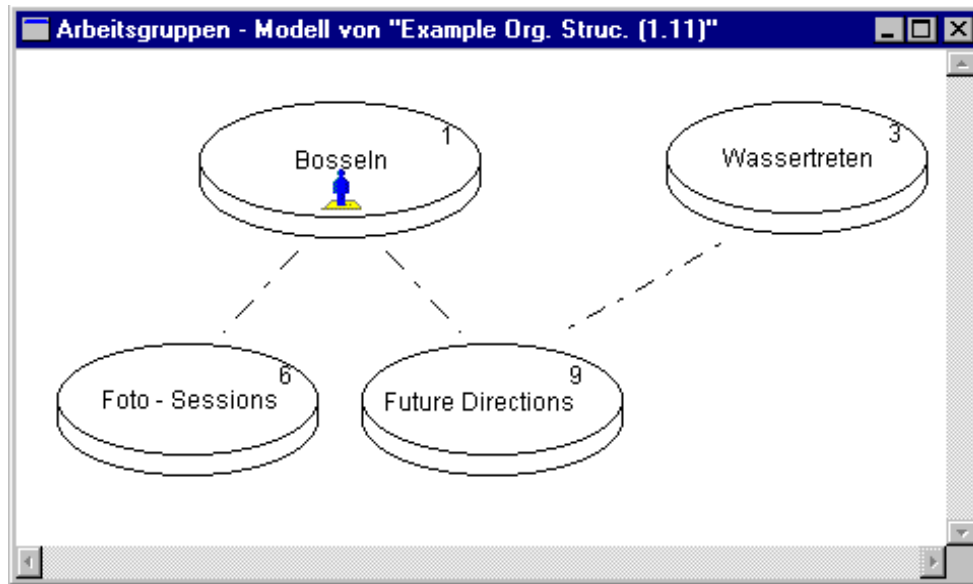 Arbeitsgruppen - Modell von "Example Org. Struc. (1.11)"
1
Bosseln
3
Wassertreten
6
Foto - Sessions
9
Future Directions